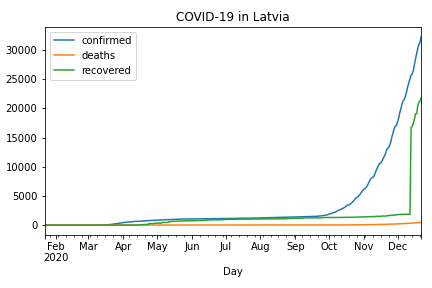 COVID-19 in Latvia
confirmed
deaths
recovered
30000
25000
20000
15000
10000
5000
0
Feb Mar Apr May Jun Jul Aug Sep Oct Nov Dec
2020
Day